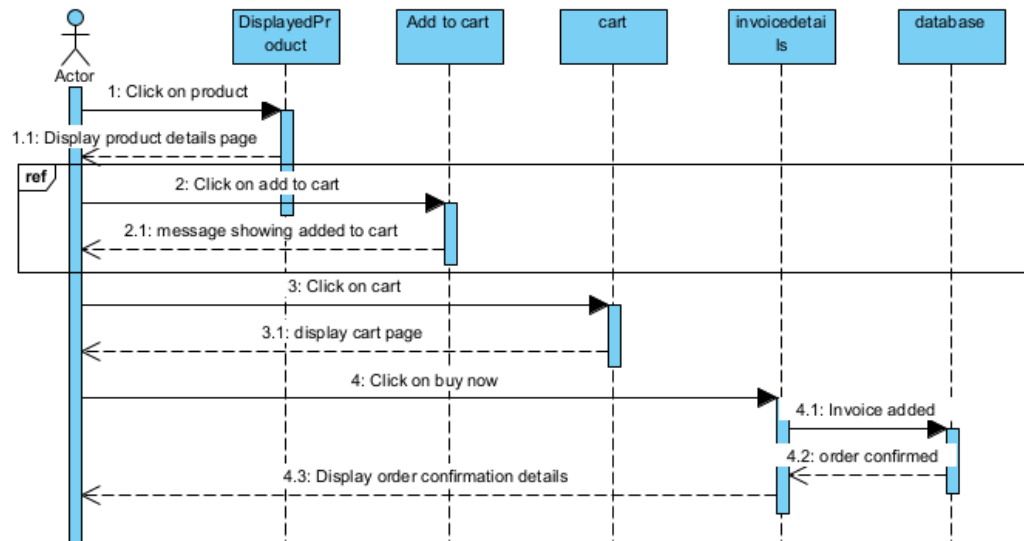 DisplayedPr
oduct
Add to cart
cart
invoicedetai
ls
database
Actor
1: Click on product
1.1: Display product details page
ref
2: Click on add to cart
2.1: message showing added to cart
3: Click on cart
3.1: display cart page
4: Click on buy now
4.1: Invoice added
4.2: order confirmed
4.3: Display order confirmation details